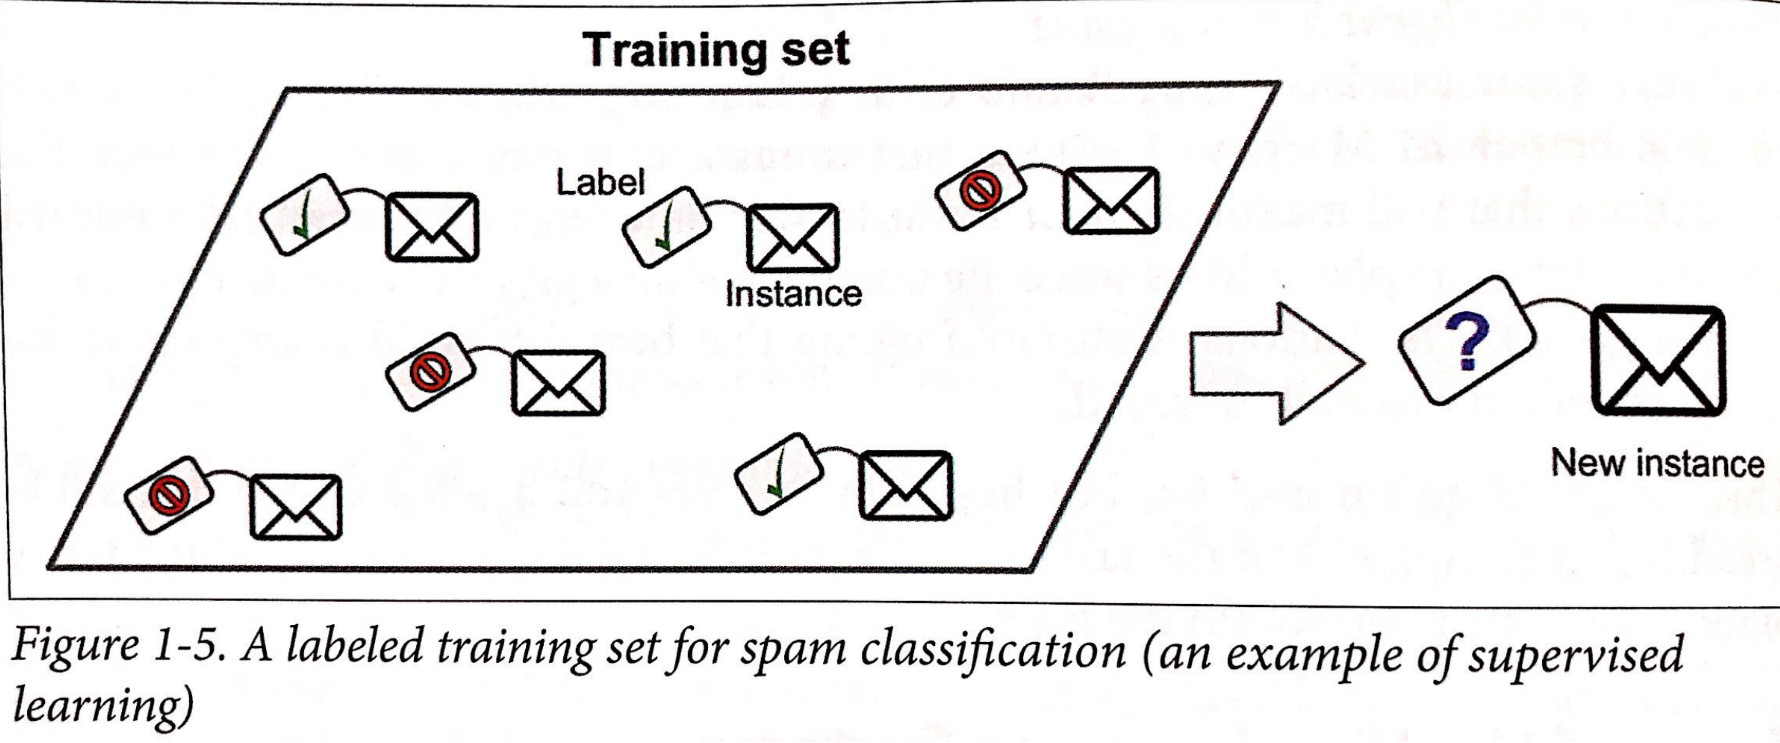 Training set
Label
Instance
?
New instance
Figure 1-5. A labeled training set for spam classification (an example of supervised
learning)